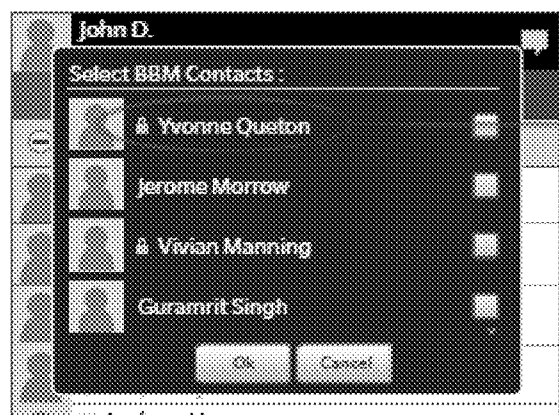 John D.
Select BBM Contacts :
Yvonne Queton
Jerome Morrow
Vivian Manning
Guramrit Singh
Ok Cancel